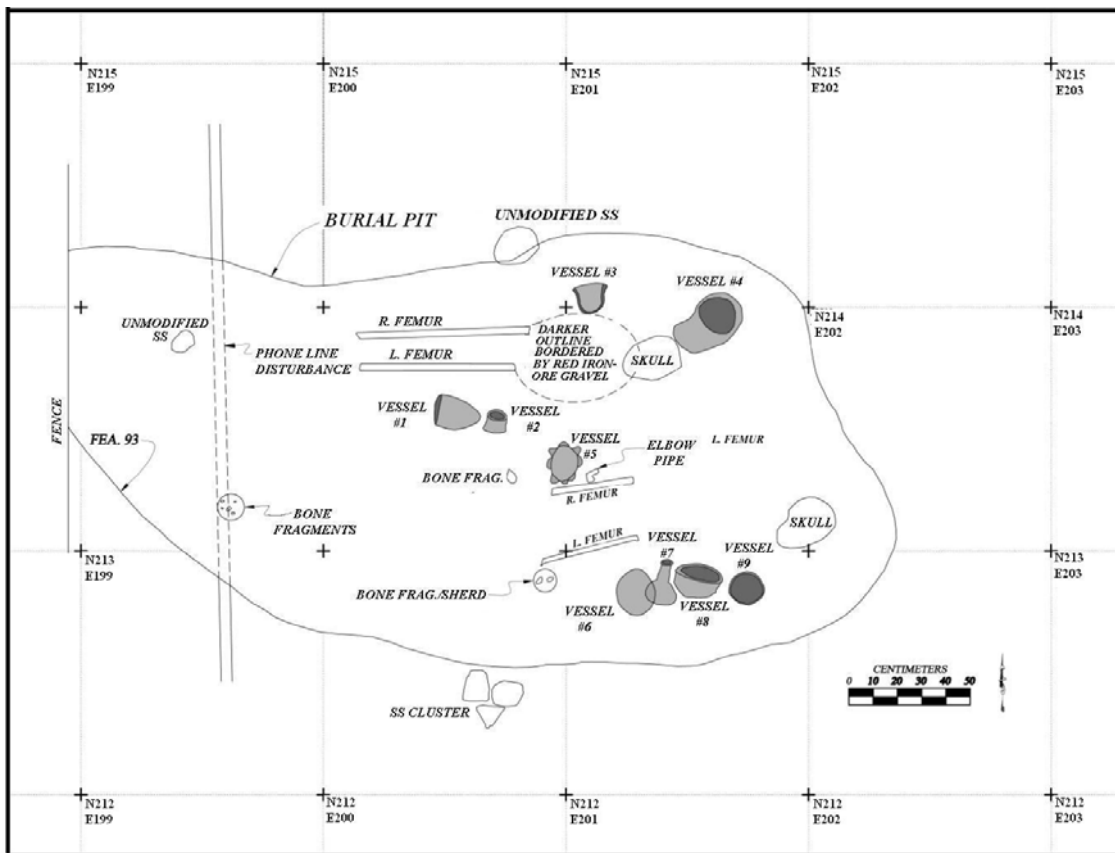 N215
E199
N215
E200
N215
E201
N215
E202
N215
E203
BURIAL PIT
UNMODIFIED SS
VESSEL #3
VESSEL #4
N214
E202
N214
E203
UNMODIFIED
SS
R. FEMUR
DARKER
OUTLINE
BORDERED
BY RED IRON-
ORE GRAVEL
SKULL
PHONE LINE
DISTURBANCE
L. FEMUR
FENCE
VESSEL
#1
VESSEL
#2
FEA. 93
VESSEL
#5
ELBOW
PIPE
L. FEMUR
BONE FRAG.
R. FEMUR
BONE
FRAGMENTS
SKULL
N213
E199
L. FEMUR
VESSEL
#7
VESSEL
#9
N213
E203
BONE FRAG./SHERD
VESSEL
#6
VESSEL
#8
CENTIMETERS
0 10 20 30 40 50
SS CLUSTER
N212
E199
N212
E200
N212
E201
N212
E202
N212
E203